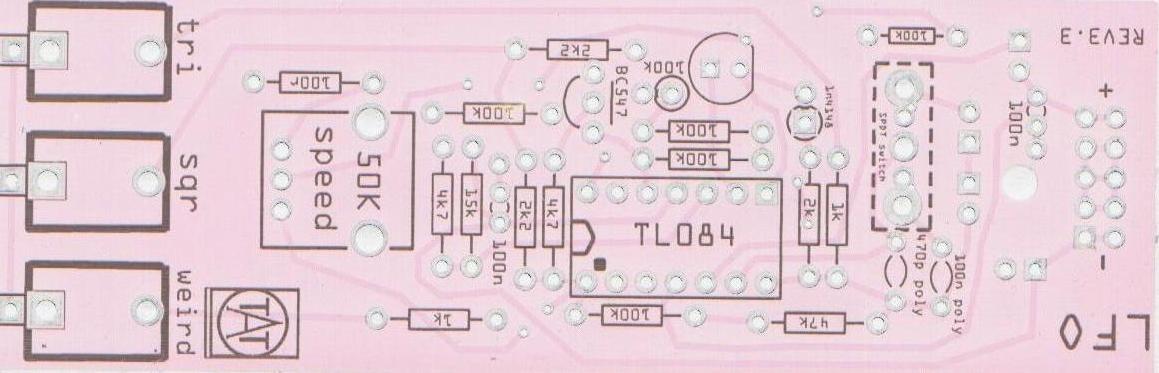 tri
sqr
weird
TAT
100r
speed
50K
2k2
100k
BC547
100k
100k
100k
4k7
15k
100n
2k2
4k7
TL084
1k
100k
47k
1n4148
2k
1k
100k
SPDT Switch
470p poly
100n poly
100n
REV3.3
+
-
LFO